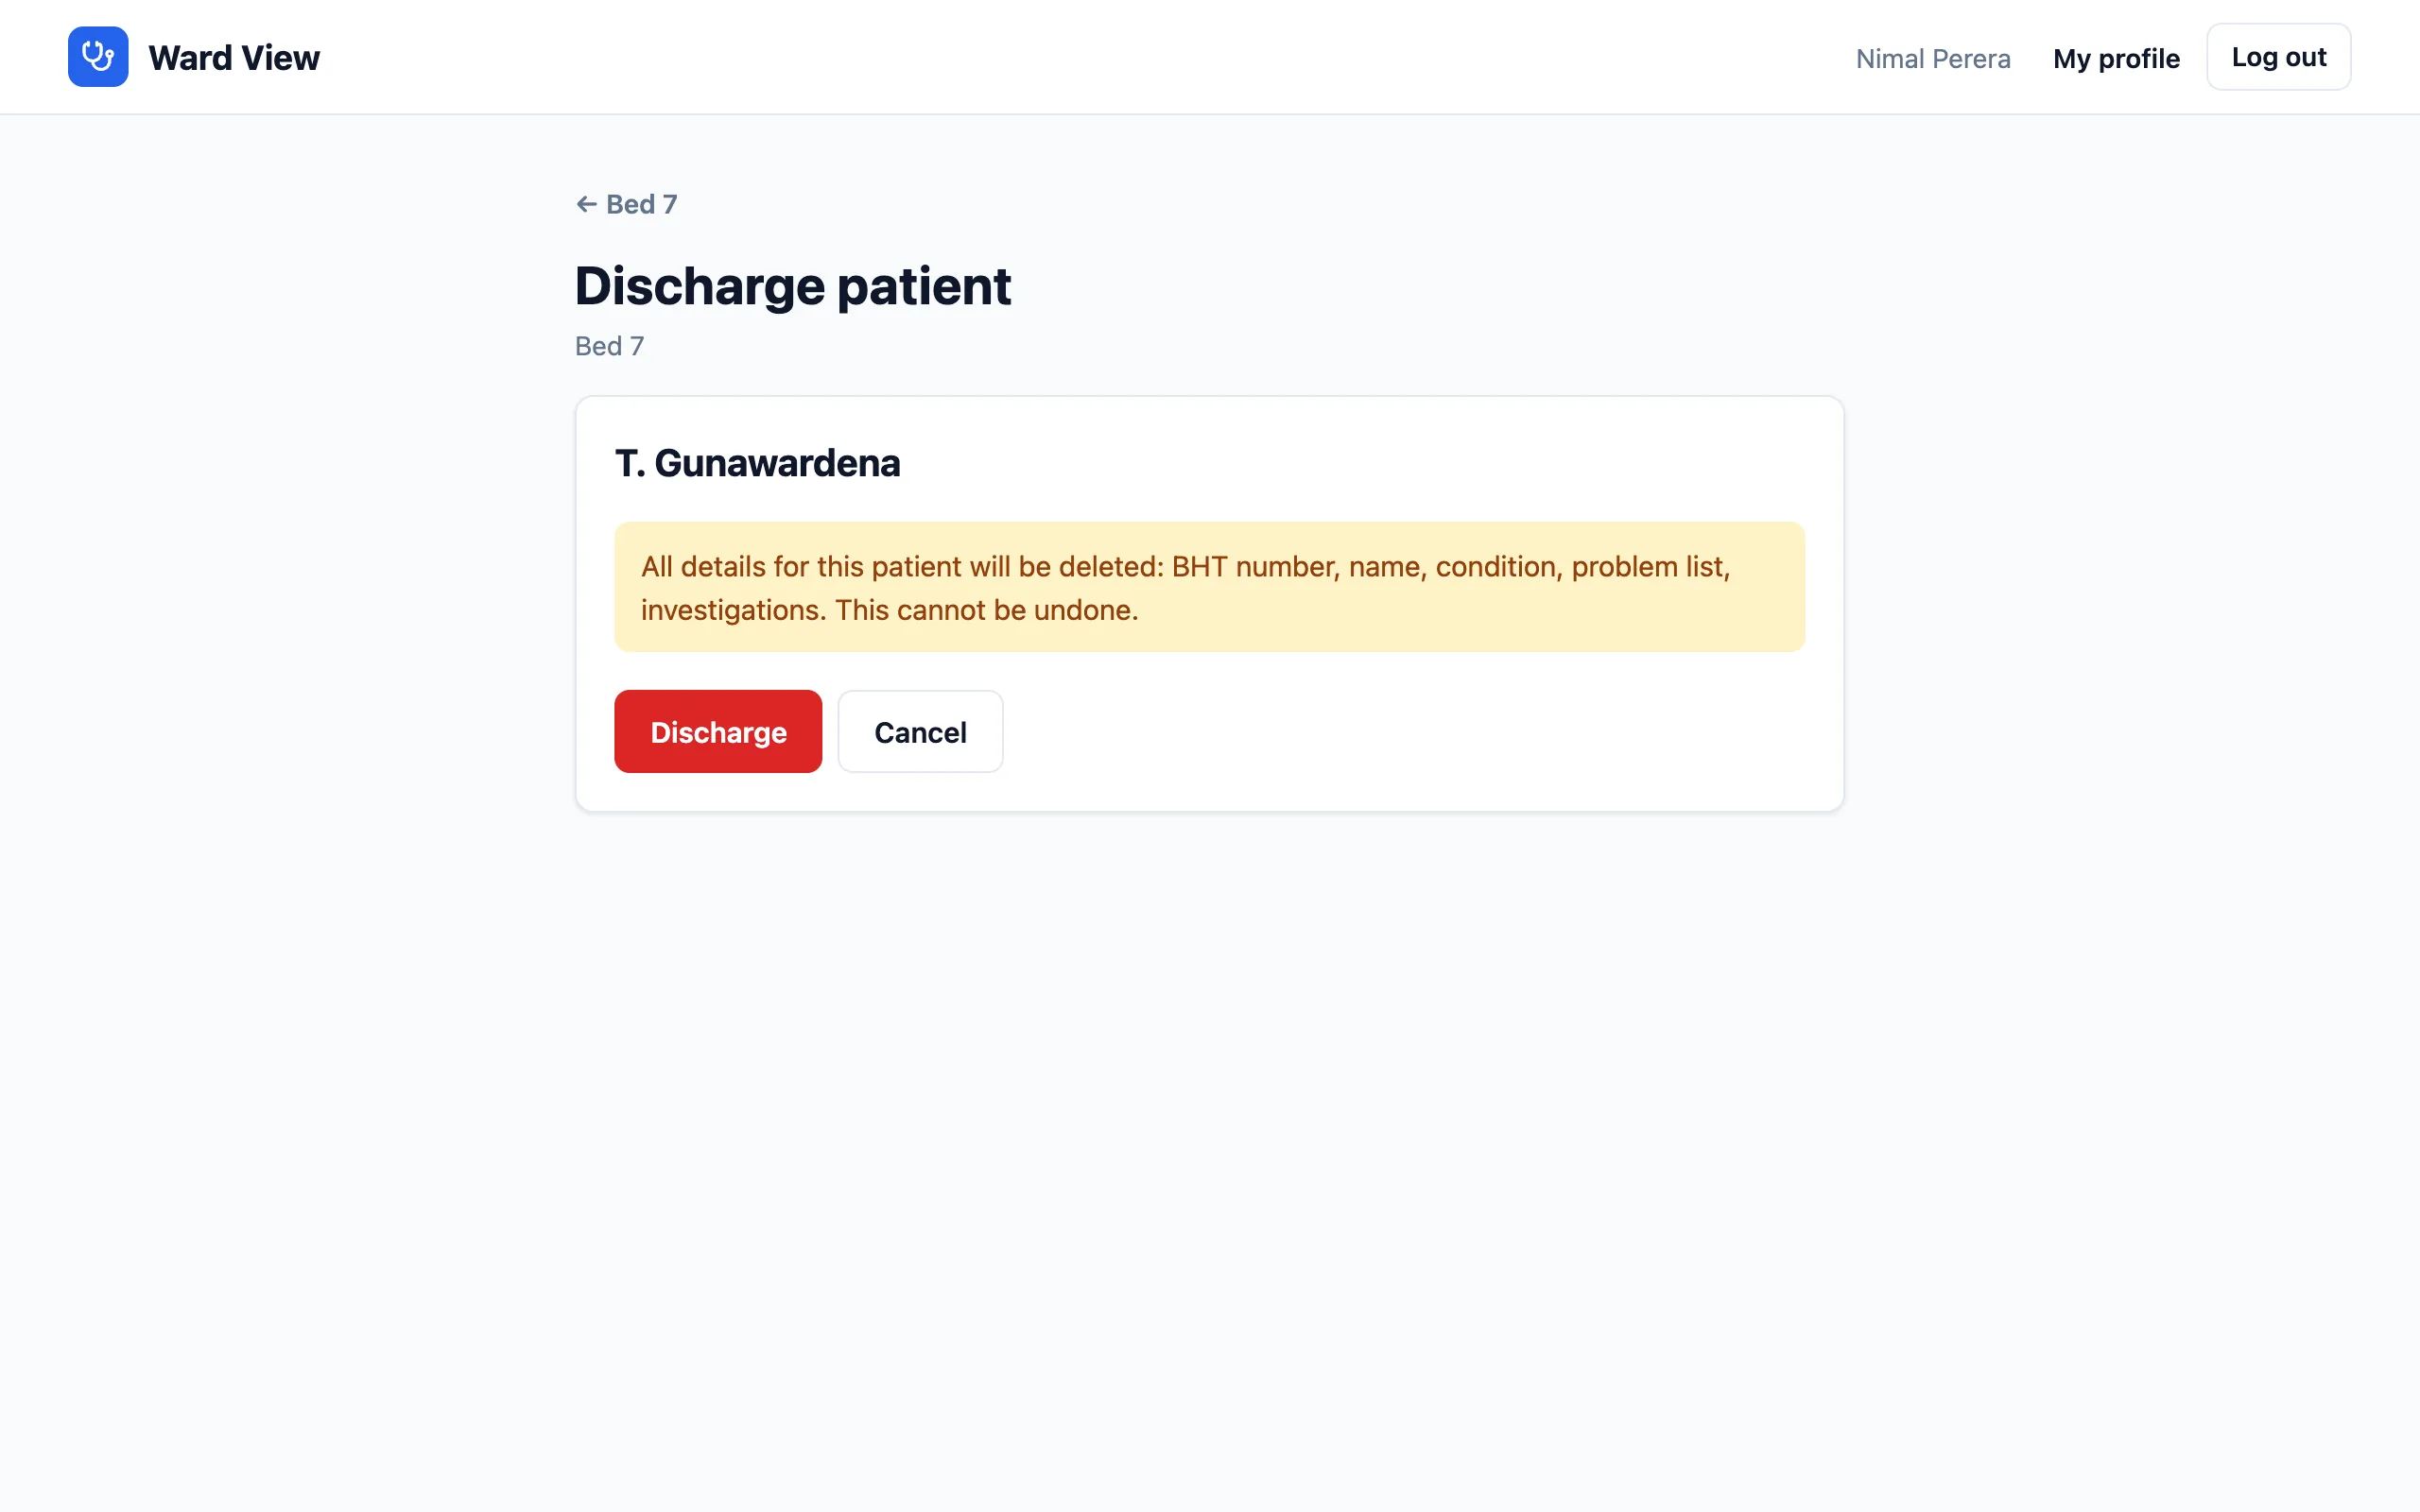 Ward View
Nimal Perera
My profile
Log out
← Bed 7
Discharge patient
Bed 7
T. Gunawardena
All details for this patient will be deleted: BHT number, name, condition, problem list,
investigations. This cannot be undone.
Discharge
Cancel